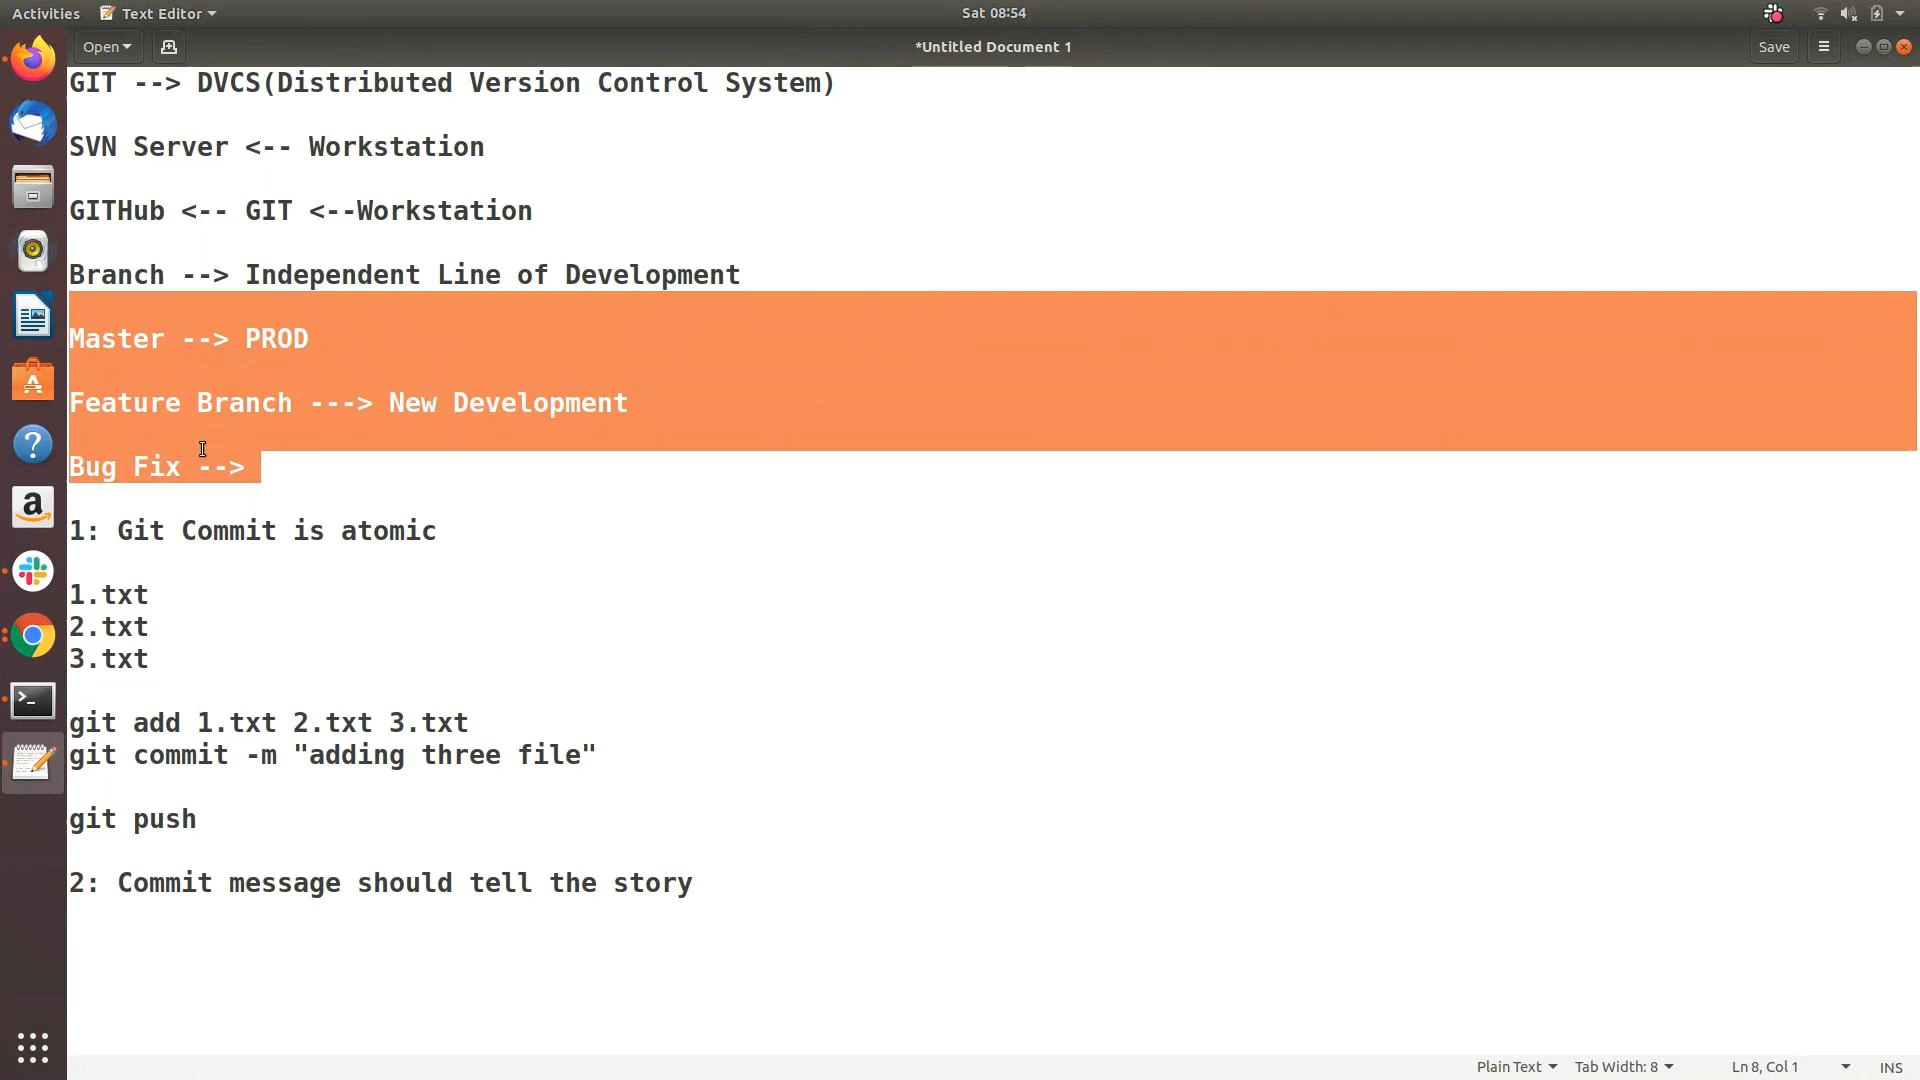 Activities Text Editor Sat 08:54
Open *Untitled Document 1 Save
GIT --> DVCS(Distributed Version Control System)
SVN Server <-- Workstation
GITHub <-- GIT <--Workstation
Branch --> Independent Line of Development
Master --> PROD
Feature Branch ---> New Development
Bug Fix -->
1: Git Commit is atomic
1.txt
2.txt
3.txt
git add 1.txt 2.txt 3.txt
git commit -m "adding three file"
git push
2: Commit message should tell the story
Plain Text Tab Width: 8 Ln 8, Col 1 INS